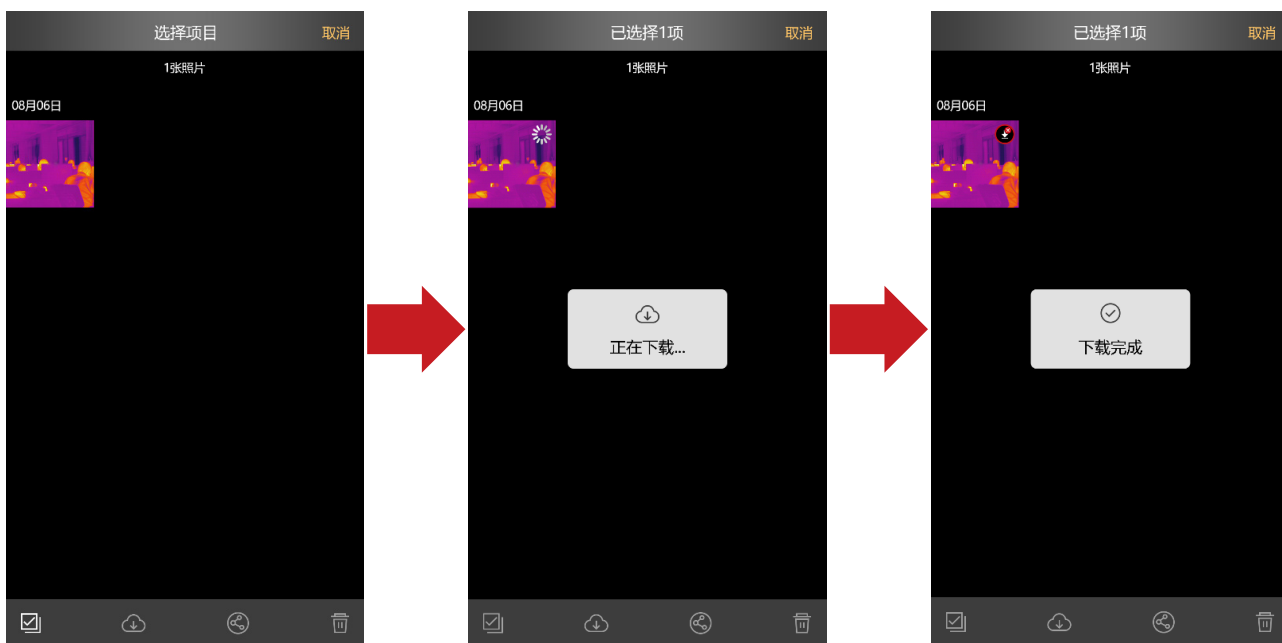 选择项目
取消
1张照片
08月06日
已选择1项
取消
1张照片
08月06日
正在下载...
已选择1项
取消
1张照片
08月06日
下载完成